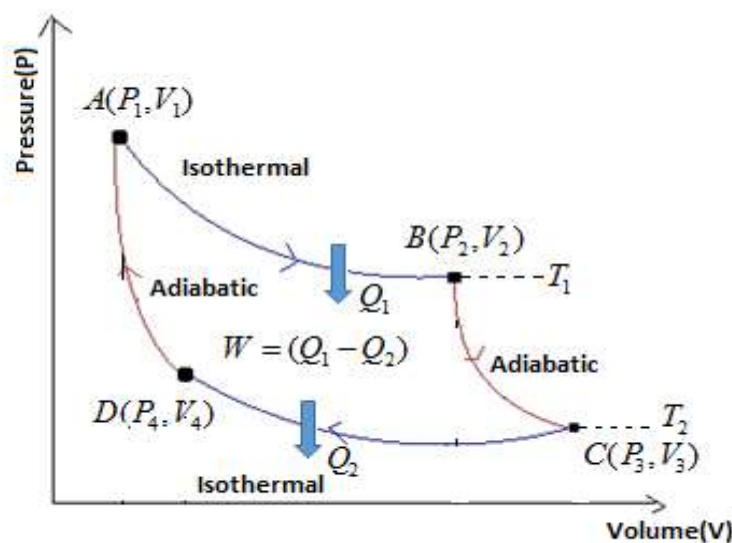 Pressure(P)
A(P₁,V₁)
Isothermal
B(P₂,V₂)
T₁
Adiabatic
Q₁
W = (Q₁ − Q₂)
Adiabatic
D(P₄,V₄)
T₂
Q₂
C(P₃,V₃)
Isothermal
Volume(V)